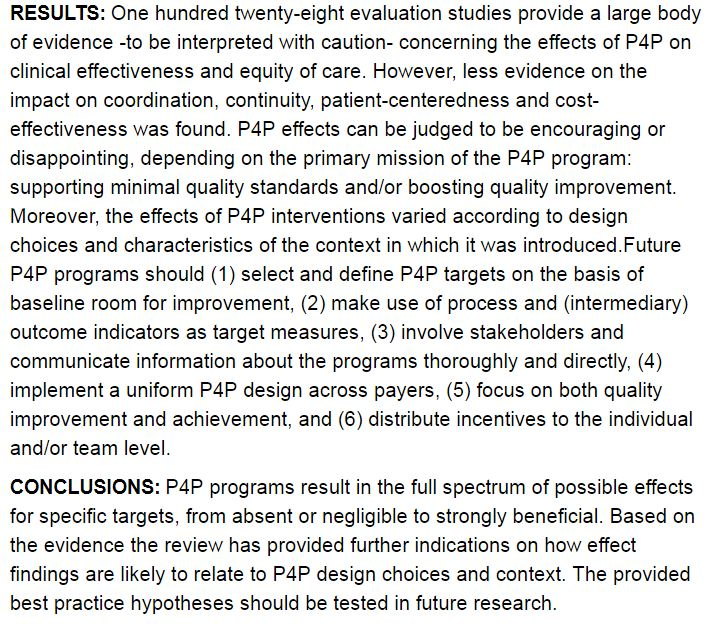 RESULTS: One hundred twenty-eight evaluation studies provide a large body
of evidence -to be interpreted with caution- concerning the effects of P4P on
clinical effectiveness and equity of care. However, less evidence on the
impact on coordination, continuity, patient-centeredness and cost-
effectiveness was found. P4P effects can be judged to be encouraging or
disappointing, depending on the primary mission of the P4P program:
supporting minimal quality standards and/or boosting quality improvement.
Moreover, the effects of P4P interventions varied according to design
choices and characteristics of the context in which it was introduced.Future
P4P programs should (1) select and define P4P targets on the basis of
baseline room for improvement, (2) make use of process and (intermediary)
outcome indicators as target measures, (3) involve stakeholders and
communicate information about the programs thoroughly and directly, (4)
implement a uniform P4P design across payers, (5) focus on both quality
improvement and achievement, and (6) distribute incentives to the individual
and/or team level.
CONCLUSIONS: P4P programs result in the full spectrum of possible effects
for specific targets, from absent or negligible to strongly beneficial. Based on
the evidence the review has provided further indications on how effect
findings are likely to relate to P4P design choices and context. The provided
best practice hypotheses should be tested in future research.